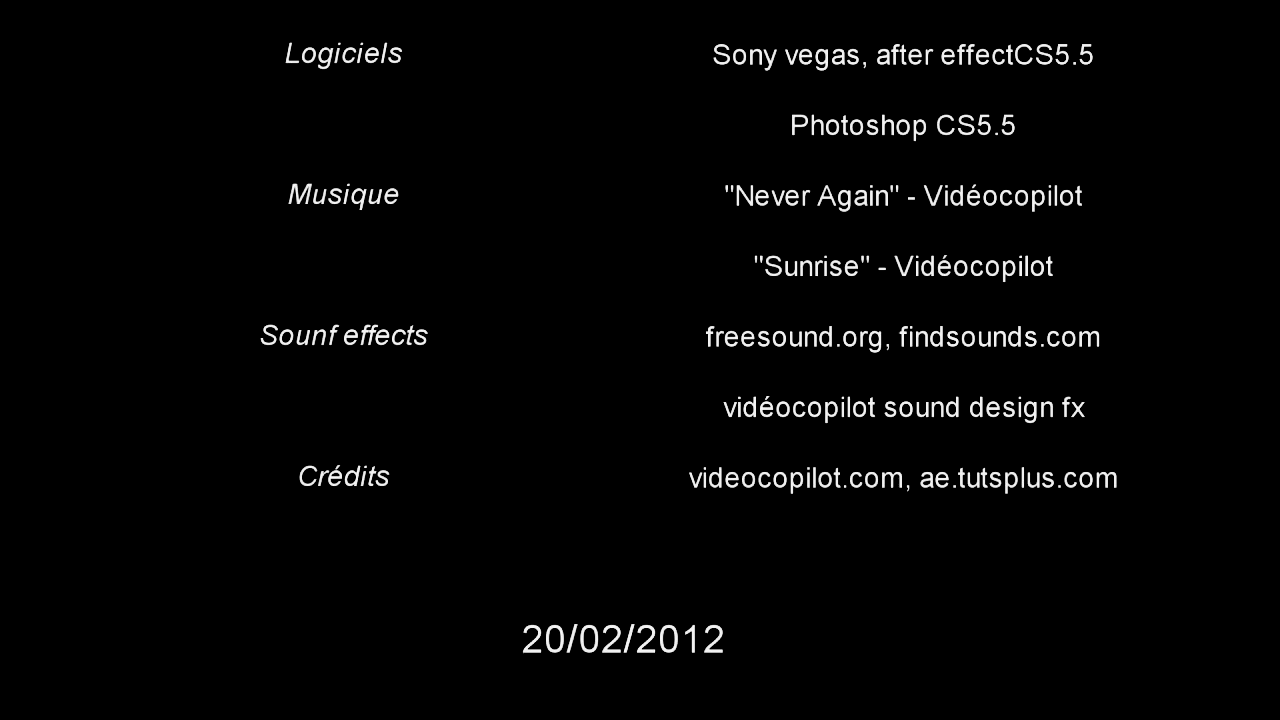 Logiciels Sony vegas, after effectCS5.5
Photoshop CS5.5
Musique "Never Again" - Vidéocopilot
"Sunrise" - Vidéocopilot
Sounf effects freesound.org, findsounds.com
vidéocopilot sound design fx
Crédits videocopilot.com, ae.tutsplus.com
20/02/2012